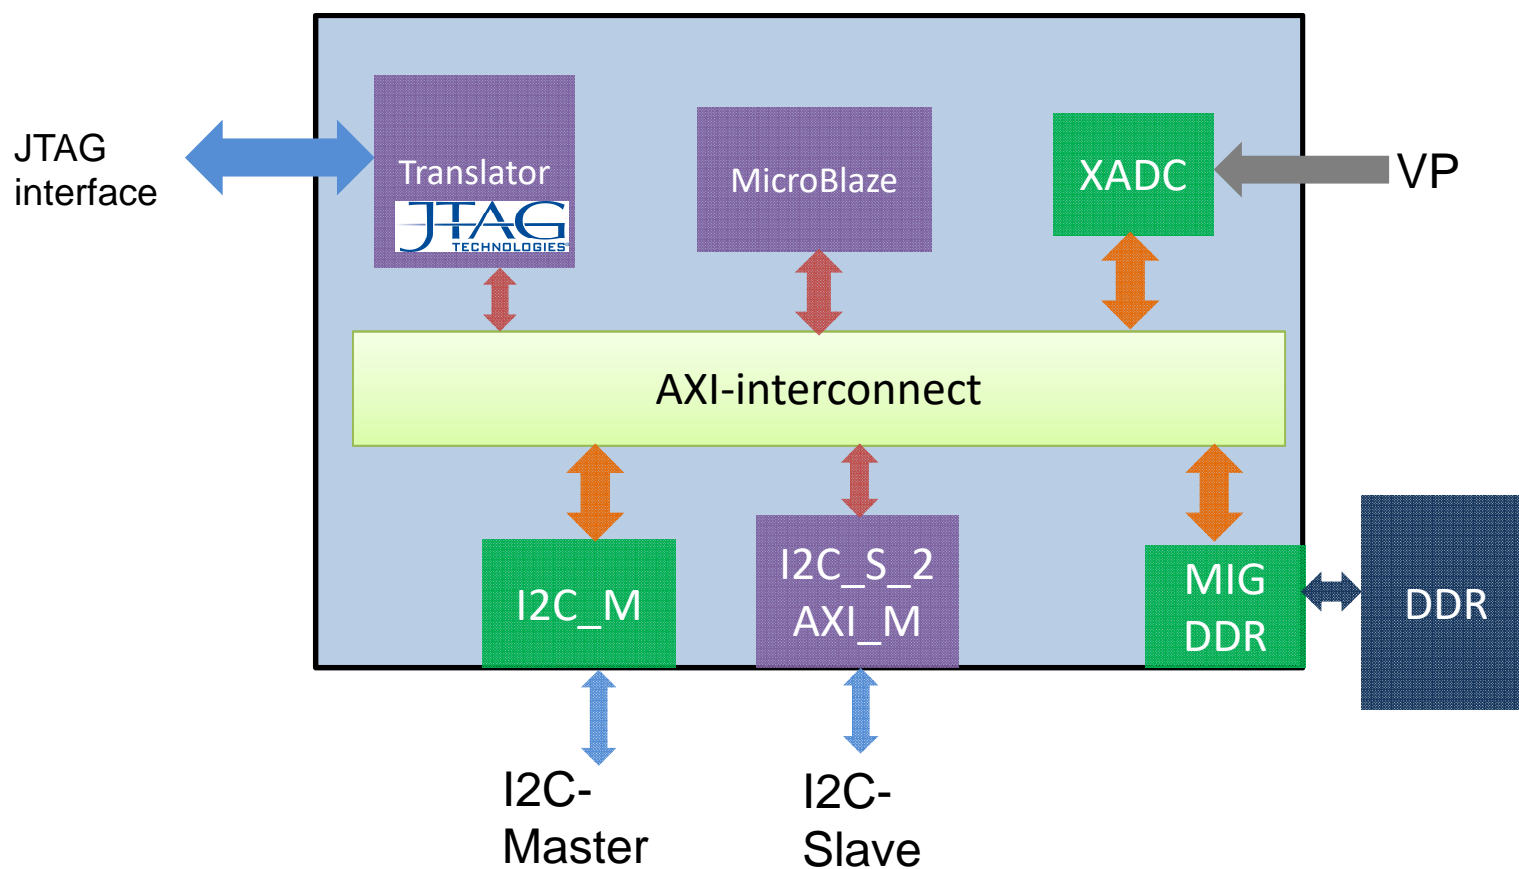 JTAG
interface
Translator
JTAG
TECHNOLOGIES
MicroBlaze
XADC
VP
AXI-interconnect
I2C_M
I2C_S_2
AXI_M
MIG
DDR
DDR
I2C-
Master
I2C-
Slave